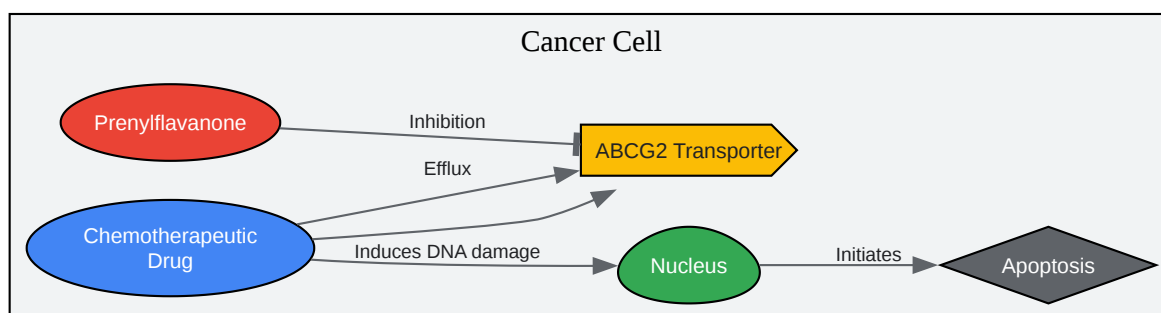 Cancer Cell
Prenylflavanone
Inhibition
ABCG2 Transporter
Efflux
Chemotherapeutic
Drug
Induces DNA damage
Nucleus
Initiates
Apoptosis